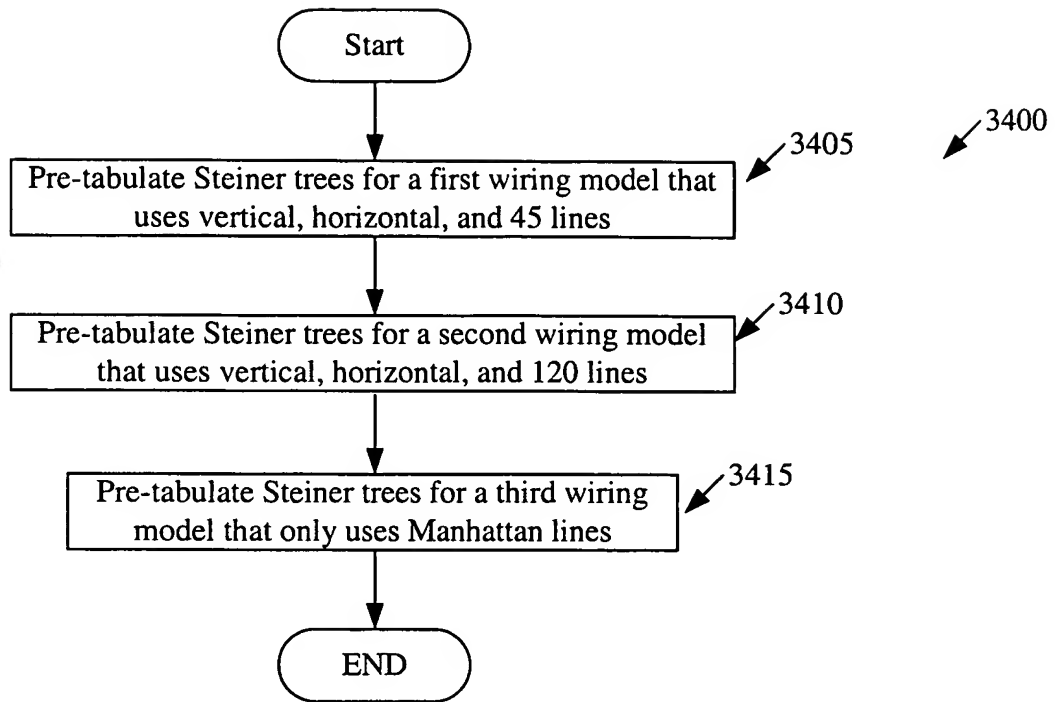 Start
3400
3405
Pre-tabulate Steiner trees for a first wiring model that
uses vertical, horizontal, and 45 lines
3410
Pre-tabulate Steiner trees for a second wiring model
that uses vertical, horizontal, and 120 lines
3415
Pre-tabulate Steiner trees for a third wiring
model that only uses Manhattan lines
END